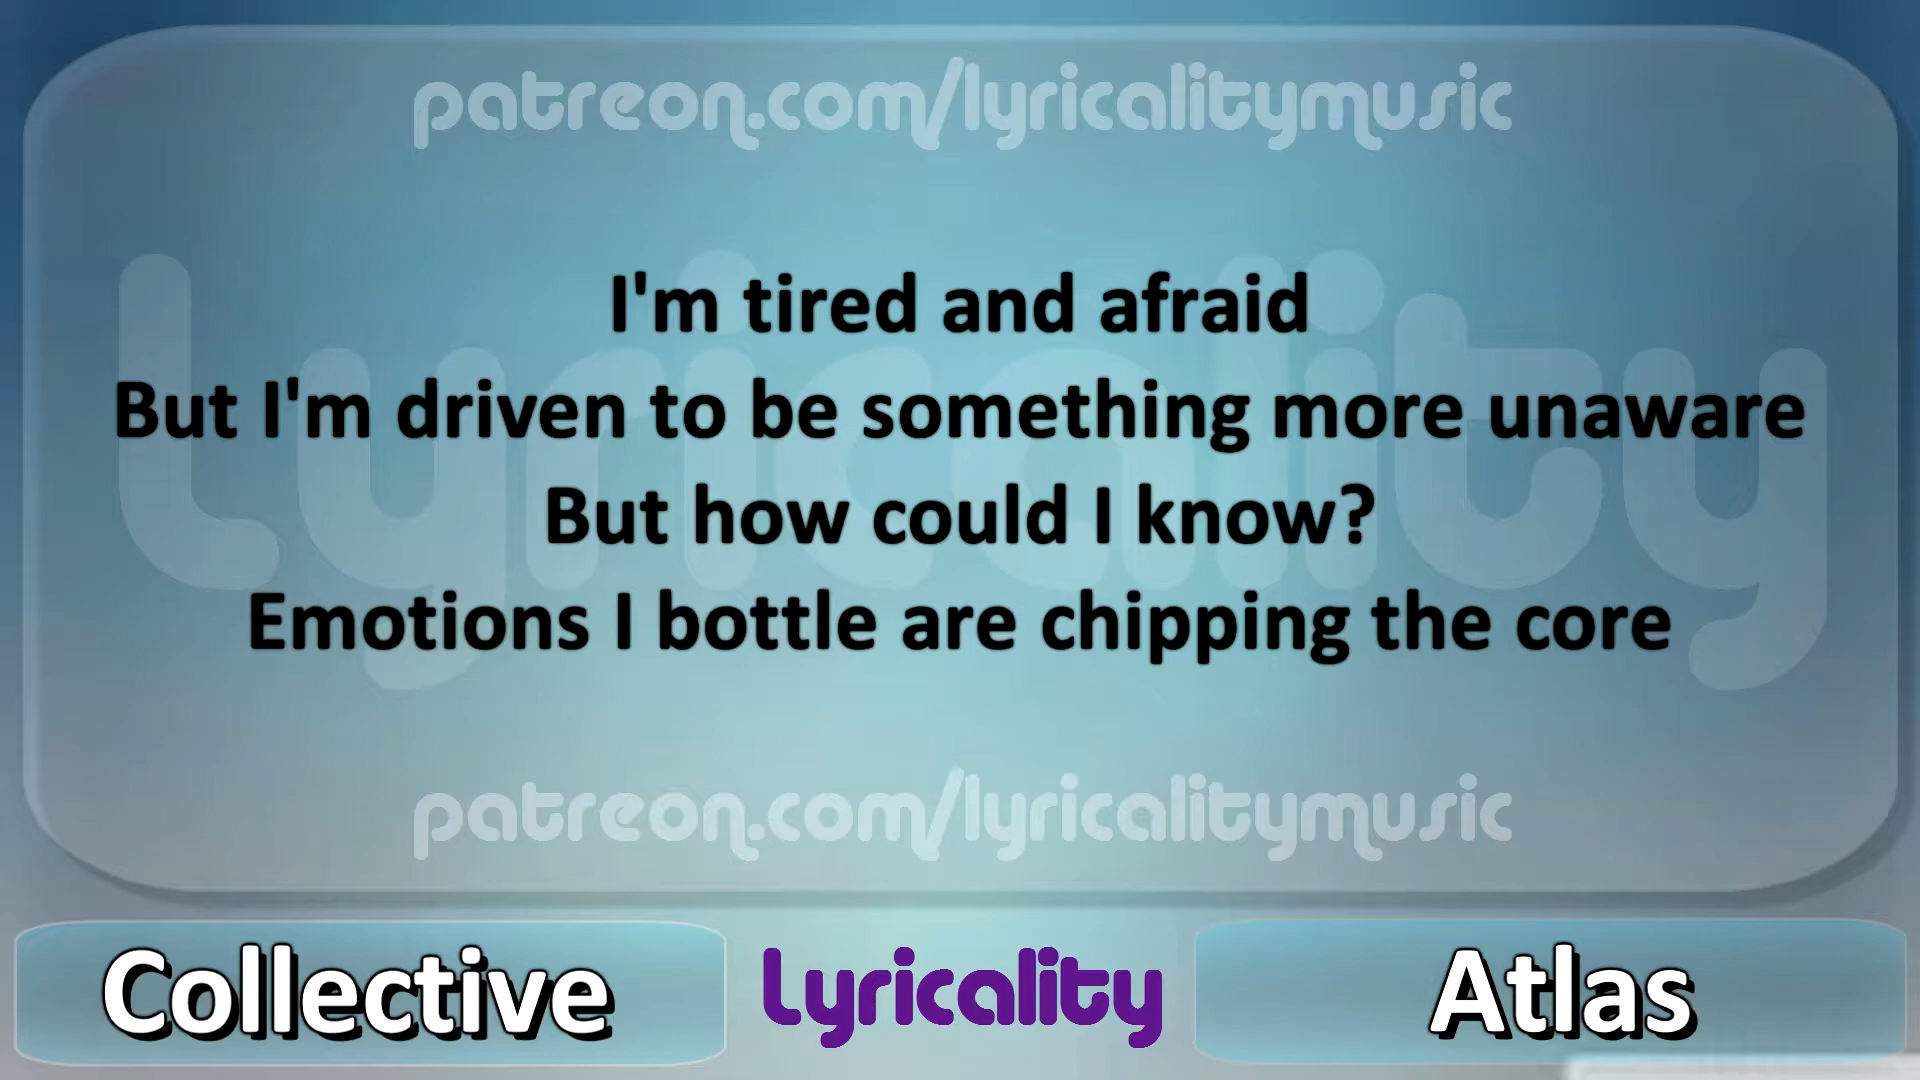 patreon.com/lyricalitymusic
Lyricality
I'm tired and afraid
But I'm driven to be something more unaware
But how could I know?
Emotions I bottle are chipping the core
patreon.com/lyricalitymusic
Collective
Lyricality
Atlas